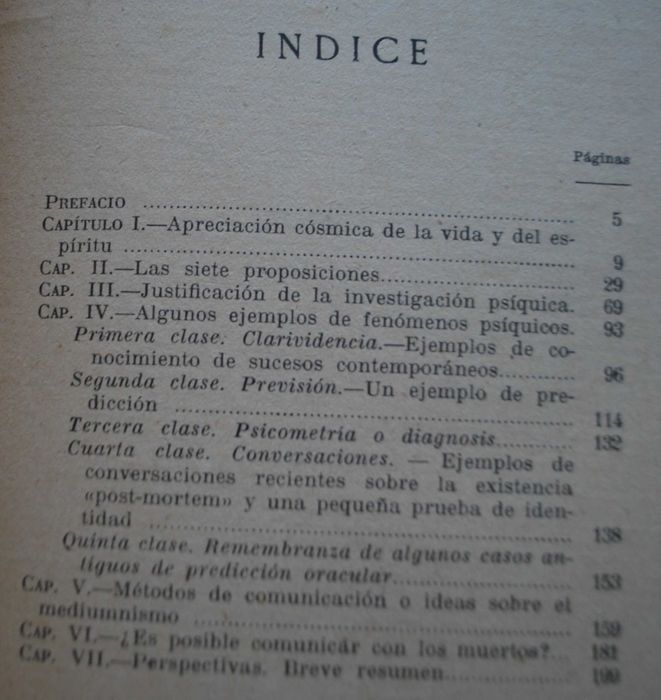 INDICE
Páginas
PREFACIO ........................................ 5
CAPÍTULO I.—Apreciación cósmica de la vida y del es-
píritu ........................................ 9
CAP. II.—Las siete proposiciones.................... 29
CAP. III.—Justificación de la investigación psíquica. 69
CAP. IV.—Algunos ejemplos de fenómenos psíquicos. 93
Primera clase. Clarividencia.—Ejemplos de co-
nocimiento de sucesos contemporáneos........... 96
Segunda clase. Previsión.—Un ejemplo de pre-
dicción ........................................ 114
Tercera clase. Psicometría o diagnosis........... 132
Cuarta clase. Conversaciones. — Ejemplos de
conversaciones recientes sobre la existencia
«post-mortem» y una pequeña prueba de iden-
tidad ........................................ 138
Quinta clase. Remembranza de algunos casos an-
tiguos de predicción oracular.................... 153
CAP. V.—Métodos de comunicación o ideas sobre el
mediumnismo ........................................ 159
CAP. VI.—¿Es posible comunicar con los muertos?... 181
CAP. VII.—Perspectivas. Breve resumen...............